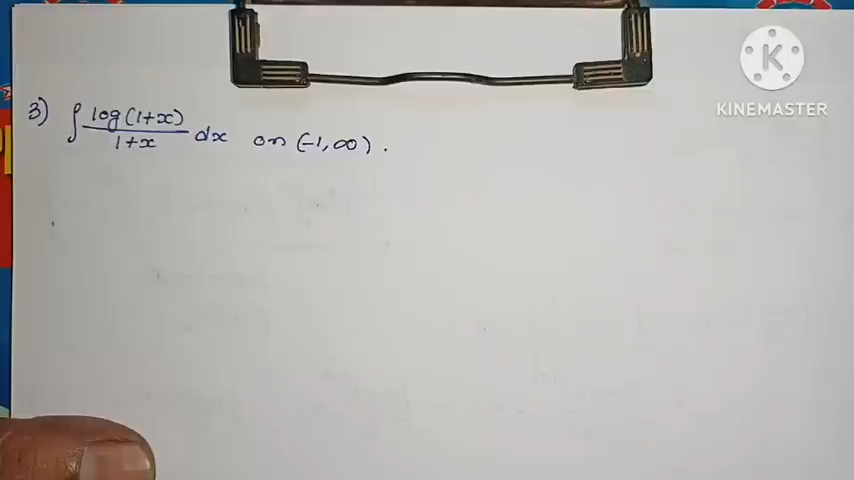 3) ∫ log(1+x) / 1+x dx on (-1,∞).
K
KINEMASTER